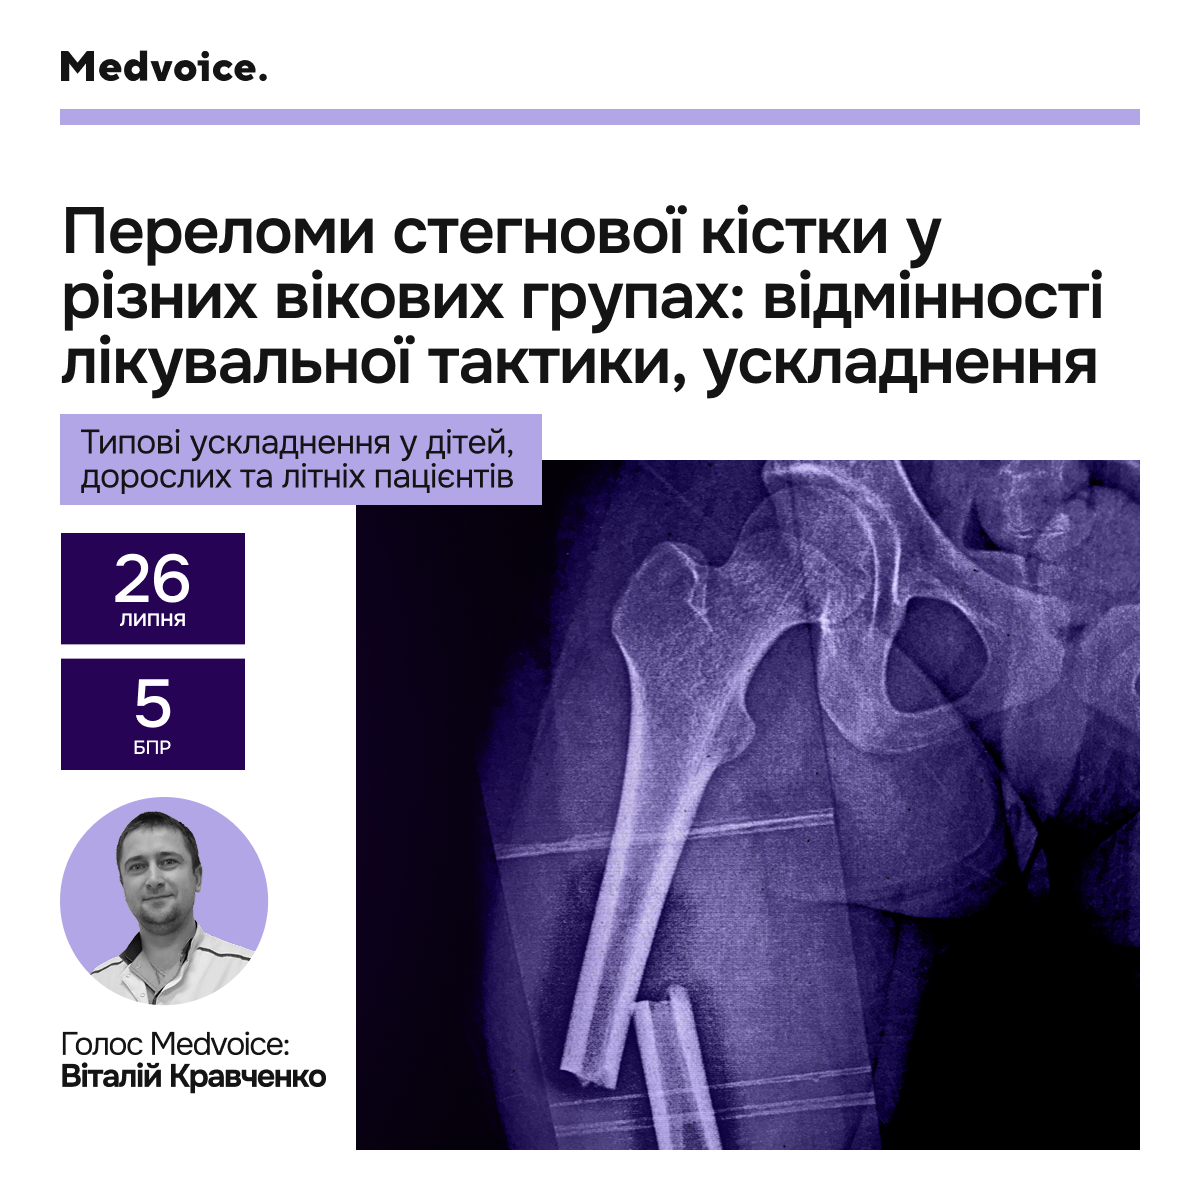 Medvoice.
Переломи стегнової кістки у
різних вікових групах: відмінності
лікувальної тактики, ускладнення
Типові ускладнення у дітей,
дорослих та літніх пацієнтів
26
ЛИПНЯ
5
БПР
Голос Medvoice:
Віталій Кравченко